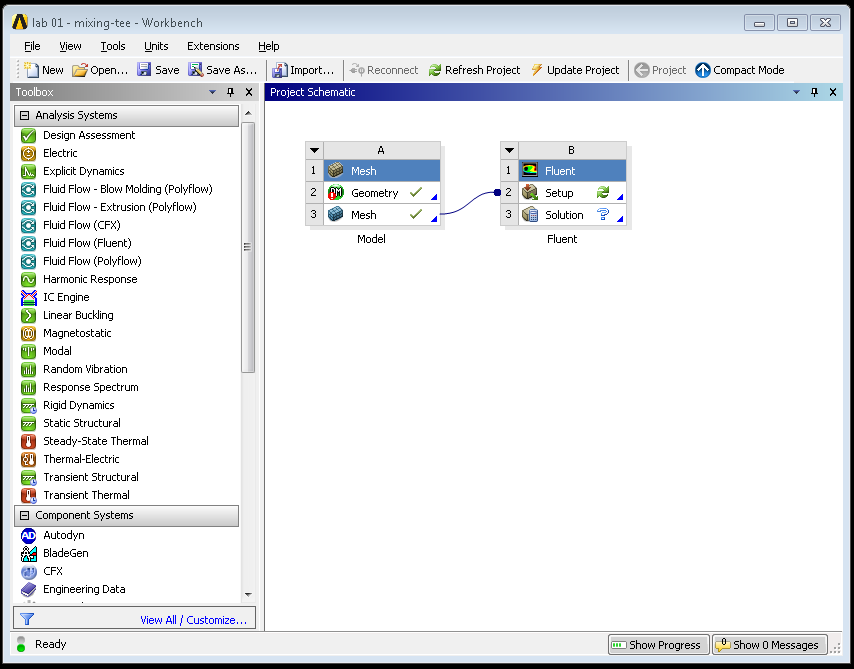 lab 01 - mixing-tee - Workbench
File View Tools Units Extensions Help
New Open... Save Save As... Import... Reconnect Refresh Project Update Project Project Compact Mode
Toolbox
Project Schematic
Analysis Systems
Design Assessment
Electric
Explicit Dynamics
Fluid Flow - Blow Molding (Polyflow)
Fluid Flow - Extrusion (Polyflow)
Fluid Flow (CFX)
Fluid Flow (Fluent)
Fluid Flow (Polyflow)
Harmonic Response
IC Engine
Linear Buckling
Magnetostatic
Modal
Random Vibration
Response Spectrum
Rigid Dynamics
Static Structural
Steady-State Thermal
Thermal-Electric
Transient Structural
Transient Thermal
Component Systems
Autodyn
BladeGen
CFX
Engineering Data
View All / Customize...
A
1 Mesh
2 Geometry
3 Mesh
Model
B
1 Fluent
2 Setup
3 Solution
Fluent
Ready
Show Progress
Show 0 Messages